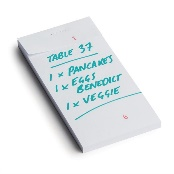 TABLE 37
1 x PANCAKES
1 x EGGS
BENEDICT
1 x VEGGIE